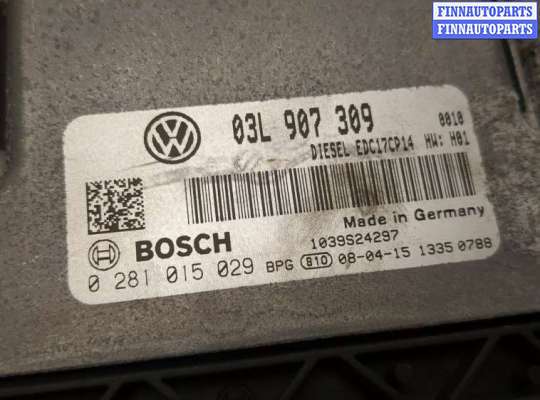 FINNAUTOPARTS
FINNAUTOPARTS
03L 907 309
0010
DIESEL EDC17CP14 HW: H01
Made in Germany
BOSCH
1039S24297
0 281 015 029 BPG B10 08-04-15 1335 0788